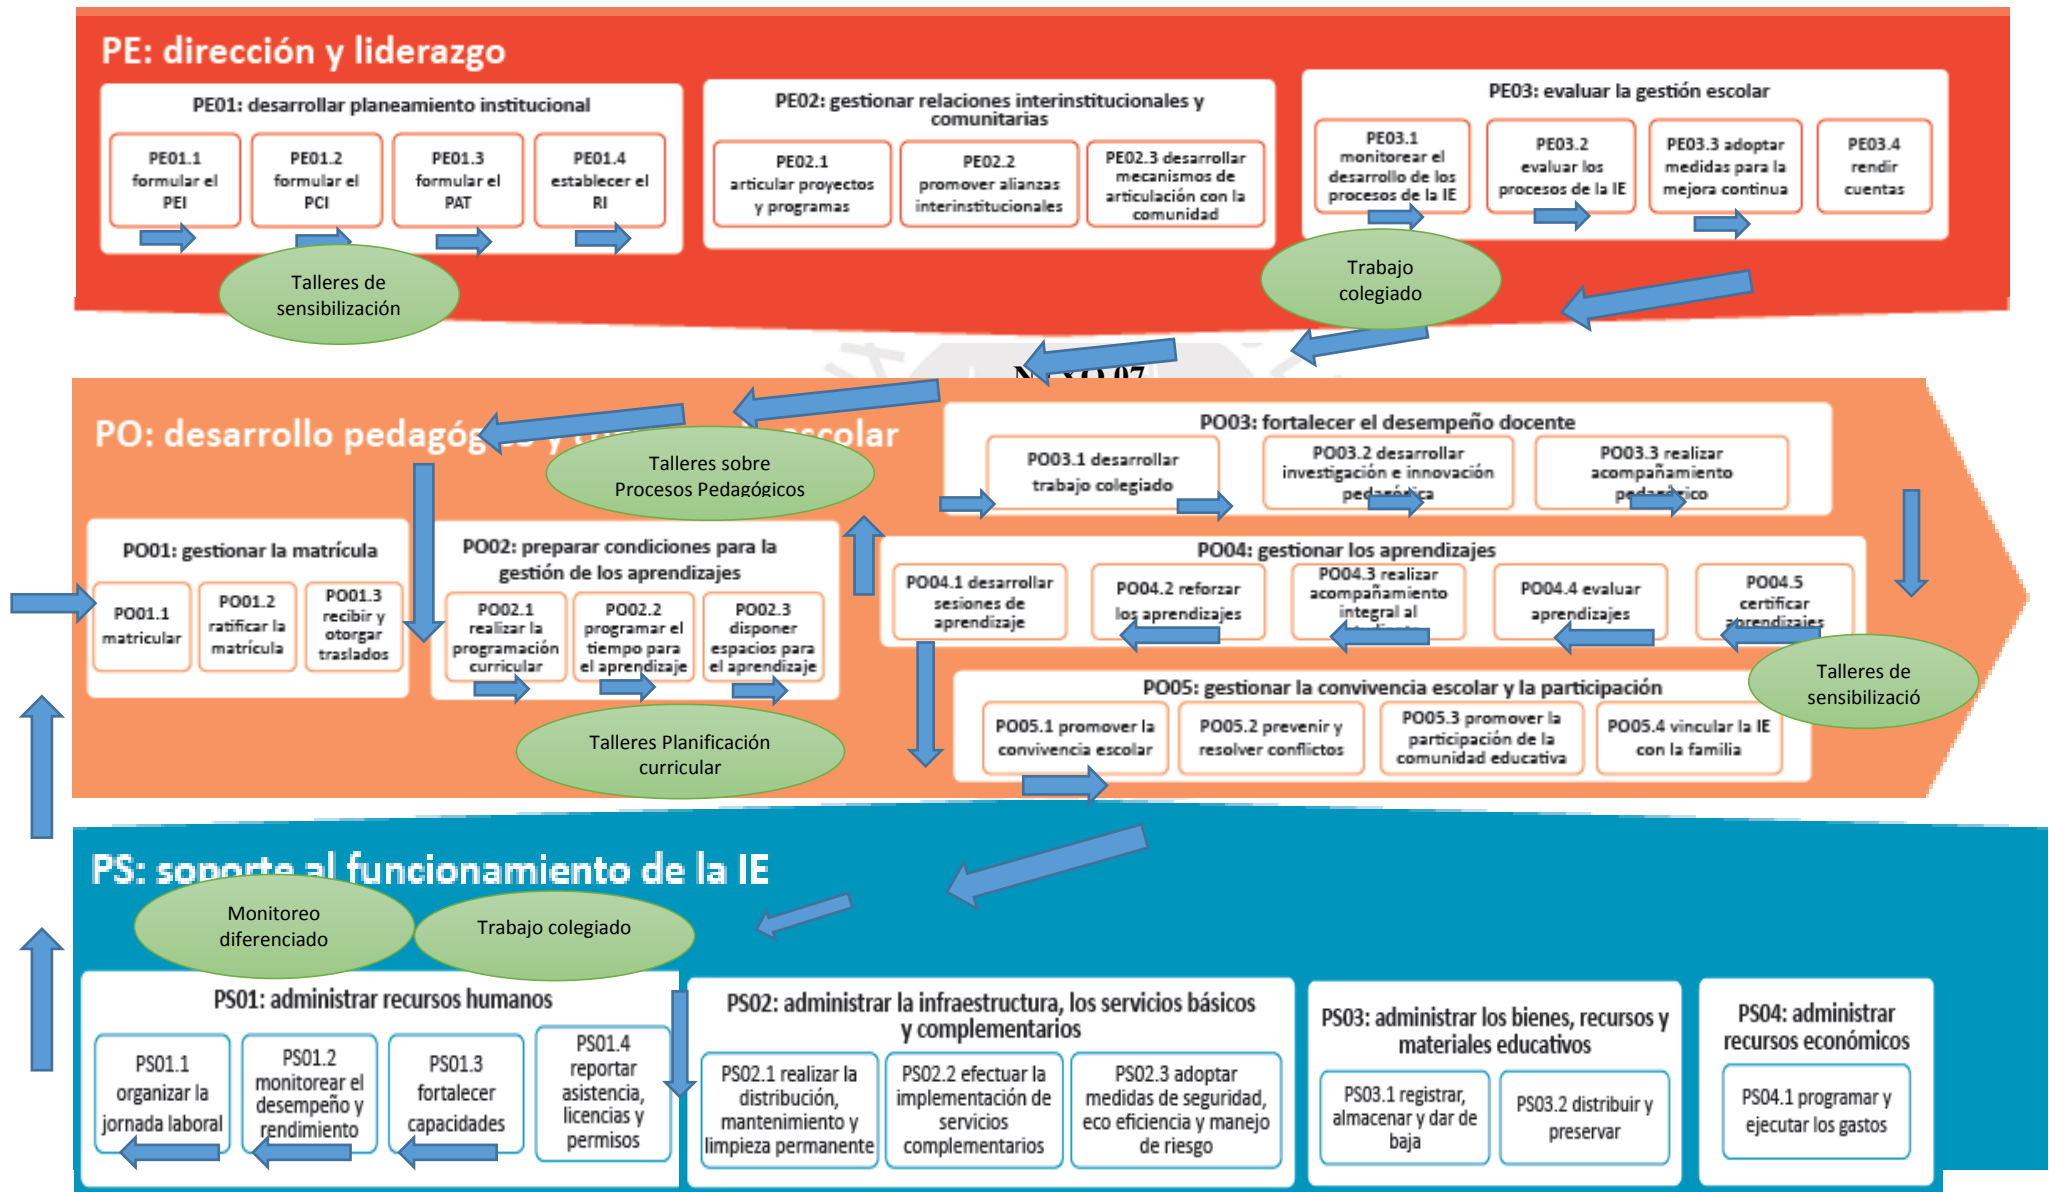 PE: dirección y liderazgo
PE01: desarrollar planeamiento institucional
PE01.1
formular el
PEI
PE01.2
formular el
PCI
PE01.3
formular el
PAT
PE01.4
establecer el
RI
Talleres de
sensibilización
PE02: gestionar relaciones interinstitucionales y
comunitarias
PE02.1
articular proyectos
y programas
PE02.2
promover alianzas
interinstitucionales
PE02.3 desarrollar
mecanismos de
articulación con la
comunidad
PE03: evaluar la gestión escolar
PE03.1
monitorear el
desarrollo de los
procesos de la IE
PE03.2
evaluar los
procesos de la IE
PE03.3 adoptar
medidas para la
mejora continua
PE03.4
rendir
cuentas
Trabajo
colegiado
07
PO: desarrollo y escolar
Talleres sobre
Procesos Pedagógicos
PO01: gestionar la matrícula
PO01.1
matricular
PO01.2
ratificar la
matrícula
PO01.3
recibir y
otorgar
traslados
PO02: preparar condiciones para la
gestión de los aprendizajes
PO02.1
realizar la
programación
curricular
PO02.2
programar el
tiempo para
el aprendizaje
PO02.3
disponer
espacios para
el aprendizaje
Talleres Planificación
curricular
PO03: fortalecer el desempeño docente
PO03.1 desarrollar
trabajo colegiado
PO03.2 desarrollar
investigación e innovación
pedagógica
PO03.3 realizar
acompañamiento
pedagógico
PO04: gestionar los aprendizajes
PO04.1 desarrollar
sesiones de
aprendizaje
PO04.2 reforzar
los aprendizajes
PO04.3 realizar
acompañamiento
integral al
PO04.4 evaluar
aprendizajes
PO04.5
certificar
aprendizajes
Talleres de
sensibilizació
PO05: gestionar la convivencia escolar y la participación
PO05.1 promover la
convivencia escolar
PO05.2 prevenir y
resolver conflictos
PO05.3 promover la
participación de la
comunidad educativa
PO05.4 vincular la IE
con la familia
PS: soporte al funcionamiento de la IE
Monitoreo
diferenciado
Trabajo colegiado
PS01: administrar recursos humanos
PS01.1
organizar la
jornada laboral
PS01.2
monitorear el
desempeño y
rendimiento
PS01.3
fortalecer
capacidades
PS01.4
reportar
asistencia,
licencias y
permisos
PS02: administrar la infraestructura, los servicios básicos
y complementarios
PS02.1 realizar la
distribución,
mantenimiento y
limpieza permanente
PS02.2 efectuar la
implementación de
servicios
complementarios
PS02.3 adoptar
medidas de seguridad,
eco eficiencia y manejo
de riesgo
PS03: administrar los bienes, recursos y
materiales educativos
PS03.1 registrar,
almacenar y dar de
baja
PS03.2 distribuir y
preservar
PS04: administrar
recursos económicos
PS04.1 programar y
ejecutar los gastos